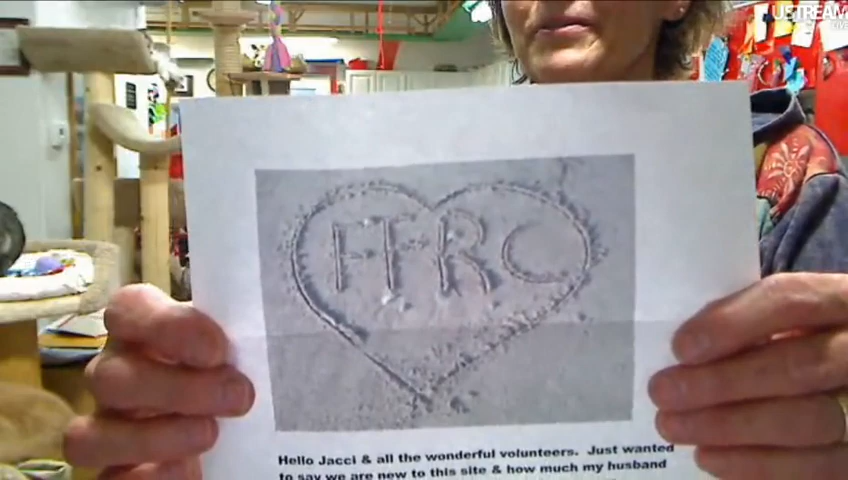 USTREAM
LIVE
FFRC
Hello Jacci & all the wonderful volunteers. Just wanted
to say we are new to this site & how much my husband